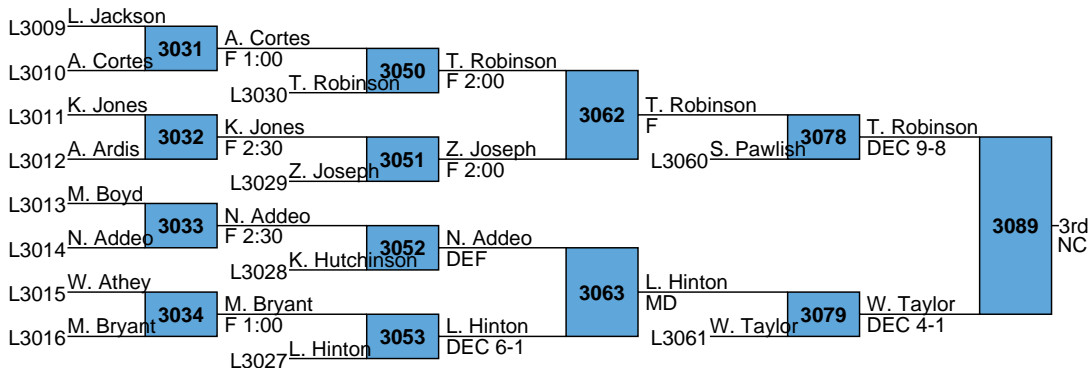 L. Jackson
L3009
3031
A. Cortes
F 1:00
A. Cortes
L3010
3050
T. Robinson
F 2:00
T. Robinson
L3030
K. Jones
L3011
3032
K. Jones
F 2:30
A. Ardis
L3012
3051
Z. Joseph
F 2:00
Z. Joseph
L3029
3062
T. Robinson
F
S. Pawlish
L3060
3078
T. Robinson
DEC 9-8
M. Boyd
L3013
3033
N. Addeo
F 2:30
N. Addeo
L3014
3052
N. Addeo
DEF
K. Hutchinson
L3028
W. Athey
L3015
3034
M. Bryant
F 1:00
M. Bryant
L3016
3053
L. Hinton
DEC 6-1
L. Hinton
L3027
3063
L. Hinton
MD
W. Taylor
L3061
3079
W. Taylor
DEC 4-1
3089
3rd
NC